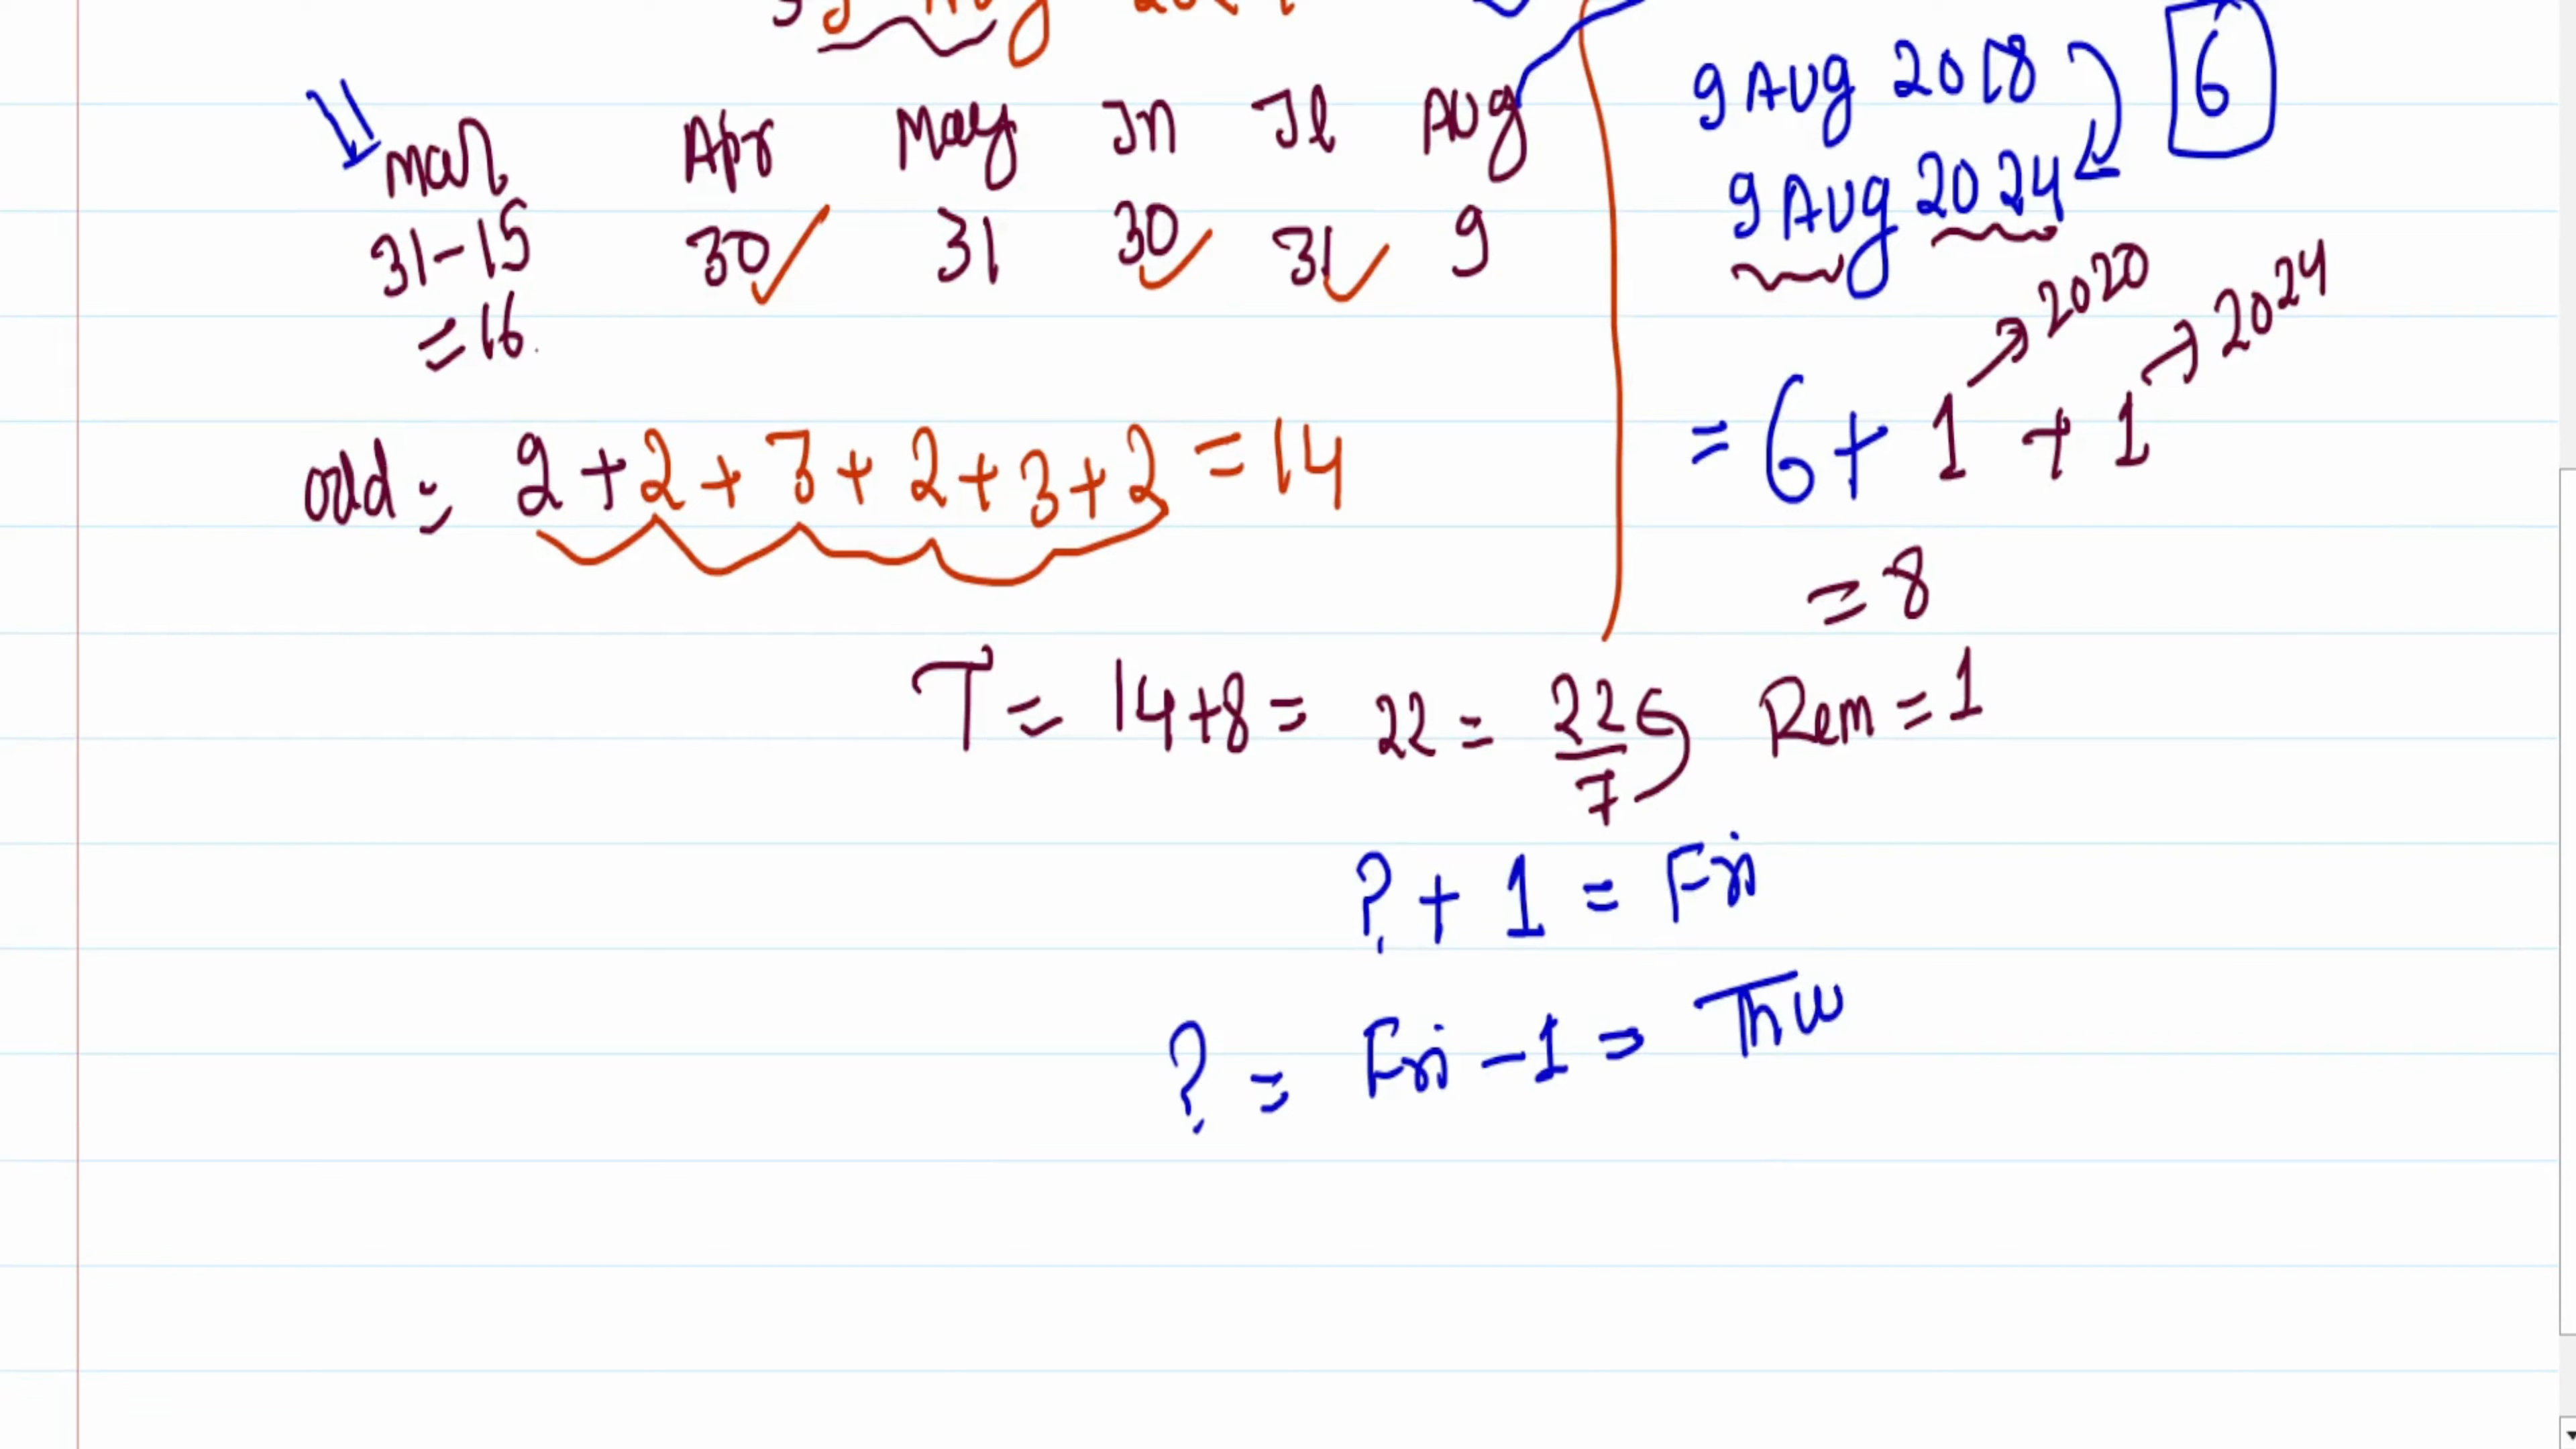 9 Aug 2018 6
9 Aug 2024
Mar Apr May Jn Jl Aug
31-15 30 31 30 31 9
=16
2020 2024
odd = 2+2+3+2+3+2=14
= 6+1+1
=8
T = 14+8 = 22 = 22/7 Rem = 1
? + 1 = Fri
? = Fri - 1 = Thu